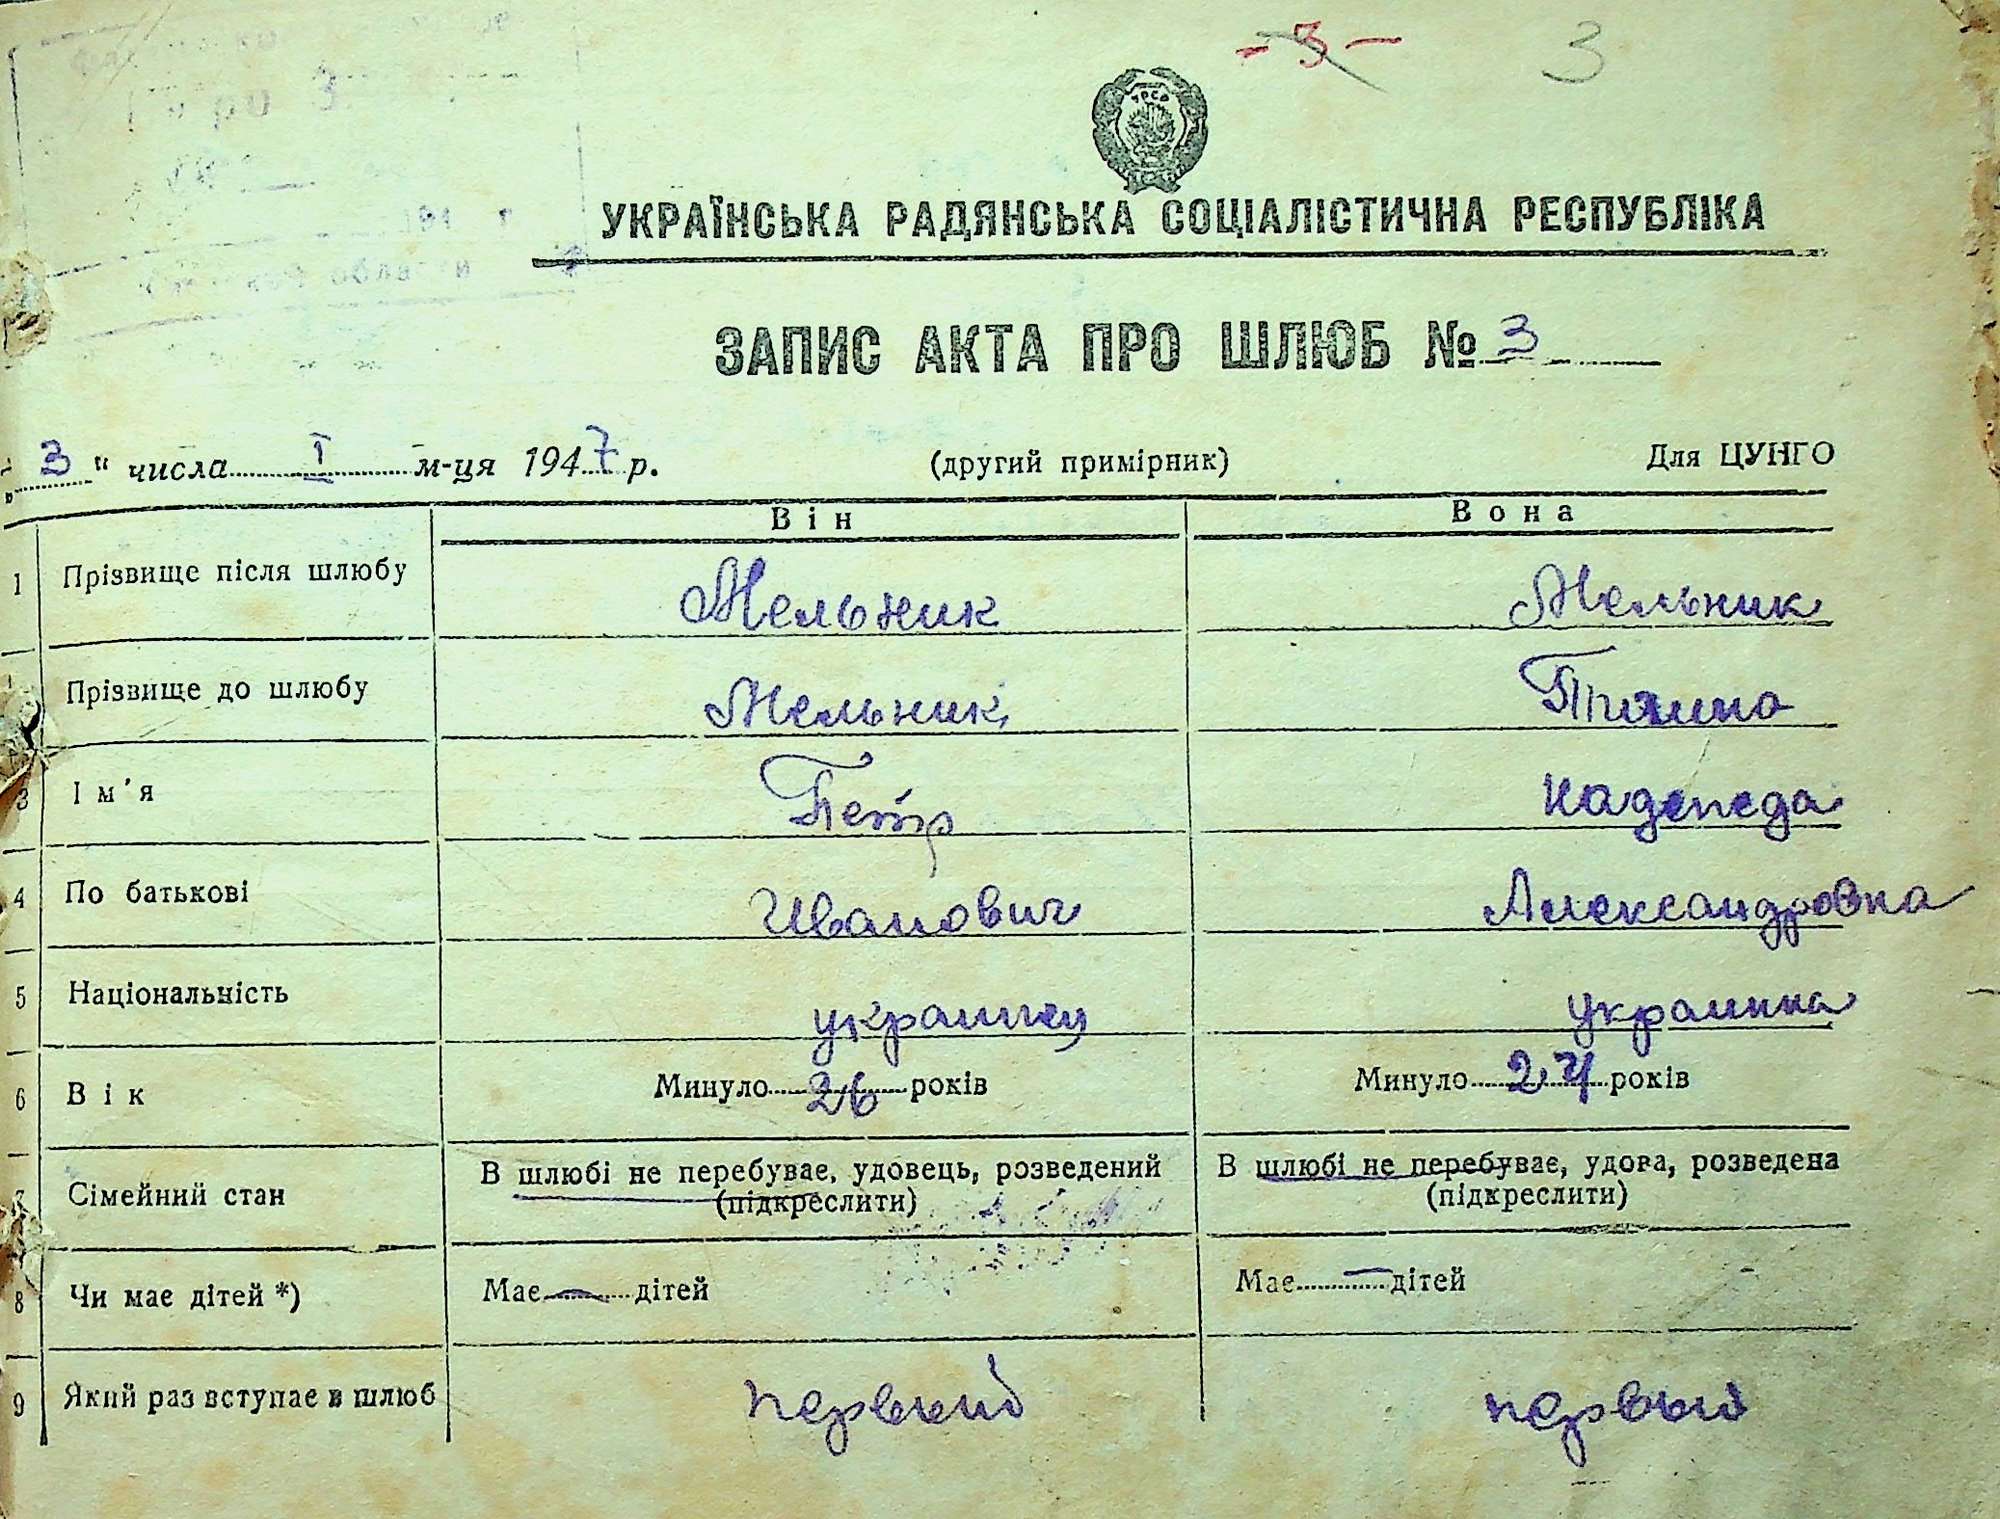 - 3 - 3
УРСР
УКРАЇНСЬКА РАДЯНСЬКА СОЦІАЛІСТИЧНА РЕСПУБЛІКА
области
ЗАПИС АКТА ПРО ШЛЮБ № 3
„ 3 “ числа I м-ця 1947 р. (другий примірник) Для ЦУНГО
Він Вона
1 Прізвище після шлюбу Мельник Мельник
Прізвище до шлюбу Мельник
3 Ім'я Петр Надежда
4 По батькові Иванович Александровна
5 Національність украинец украинка
6 Вік Минуло 26 років Минуло 24 років
7 Сімейний стан В шлюбі не перебуває, удовець, розведений В шлюбі не перебуває, удова, розведена
(підкреслити) (підкреслити)
8 Чи має дітей *) Має — дітей Має — дітей
9 Який раз вступає в шлюб первый первый